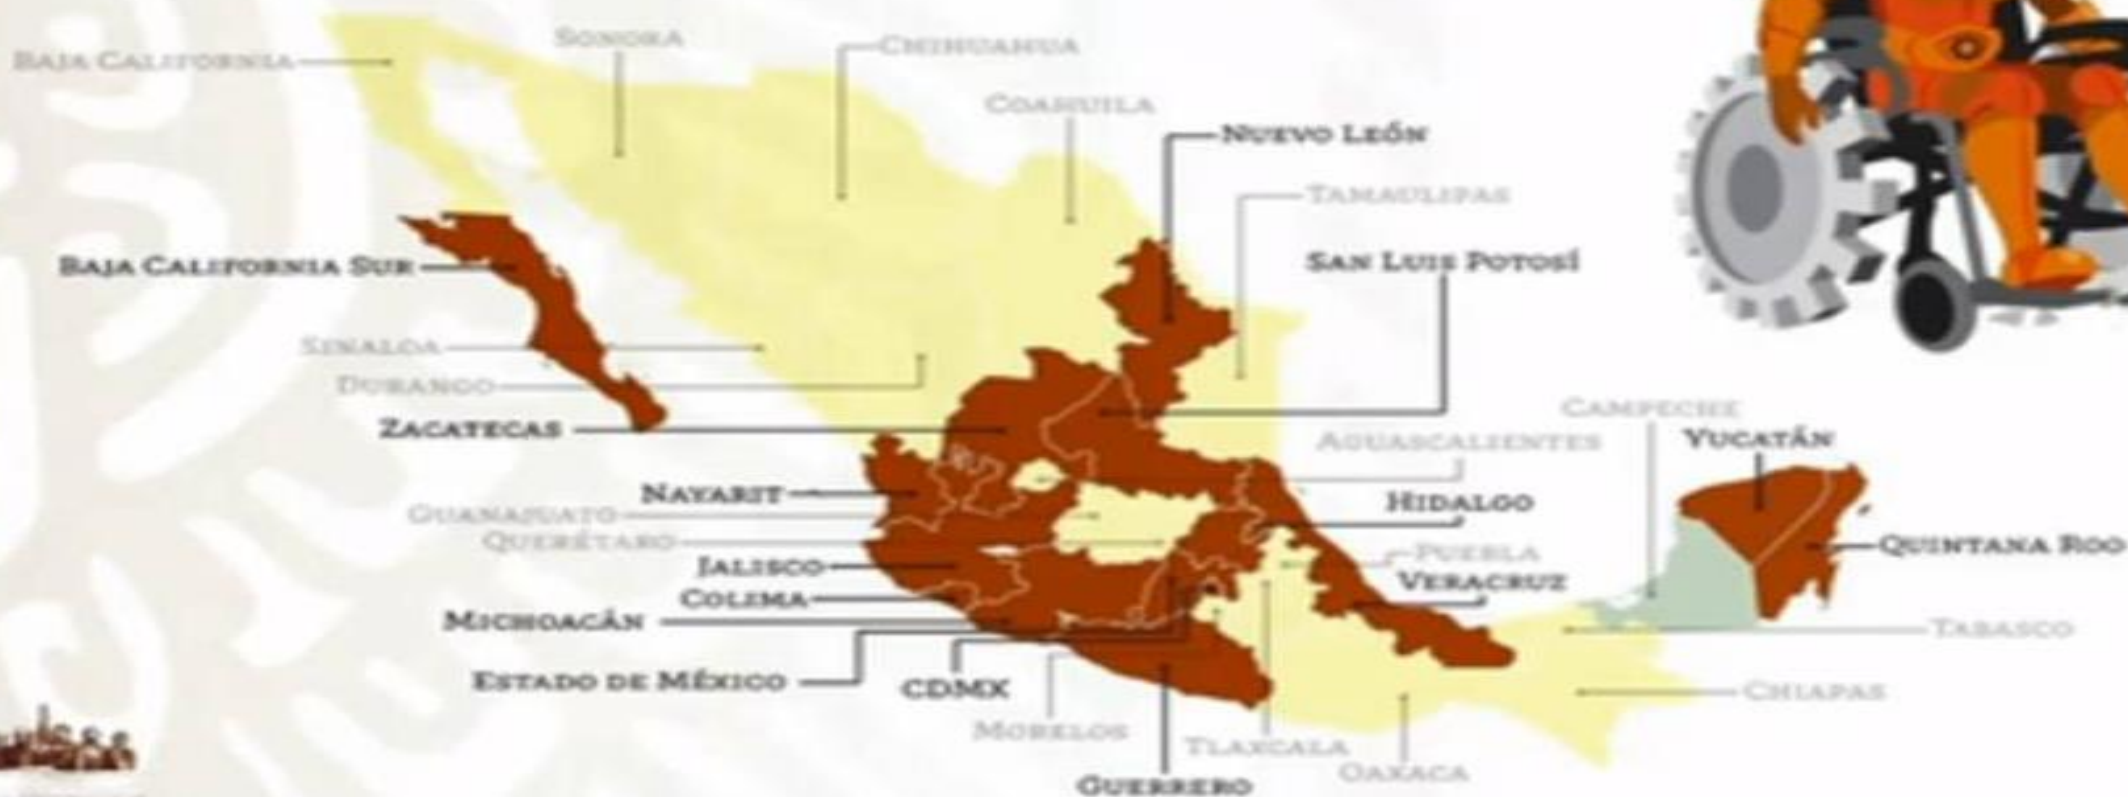 BAJA CALIFORNIA
SONORA
CHIHUAHUA
COAHUILA
NUEVO LEÓN
TAMAULIPAS
SAN LUIS POTOSÍ
BAJA CALIFORNIA SUR
SINALOA
DURANGO
ZACATECAS
CAMPECHE
YUCATÁN
AGUASCALIENTES
NAYARIT
HIDALGO
GUANAJUATO
QUERÉTARO
QUINTANA ROO
PUEBLA
JALISCO
VERACRUZ
COLIMA
MICHOACÁN
TABASCO
ESTADO DE MÉXICO
CDMX
CHIAPAS
MORELOS
TLAXCALA
OAXACA
GUERRERO